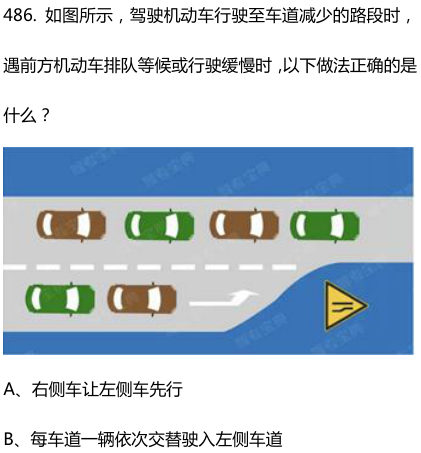 486. 如图所示，驾驶机动车行驶至车道减少的路段时，
遇前方机动车排队等候或行驶缓慢时,以下做法正确的是
什么？
A、右侧车让左侧车先行
B、每车道一辆依次交替驶入左侧车道